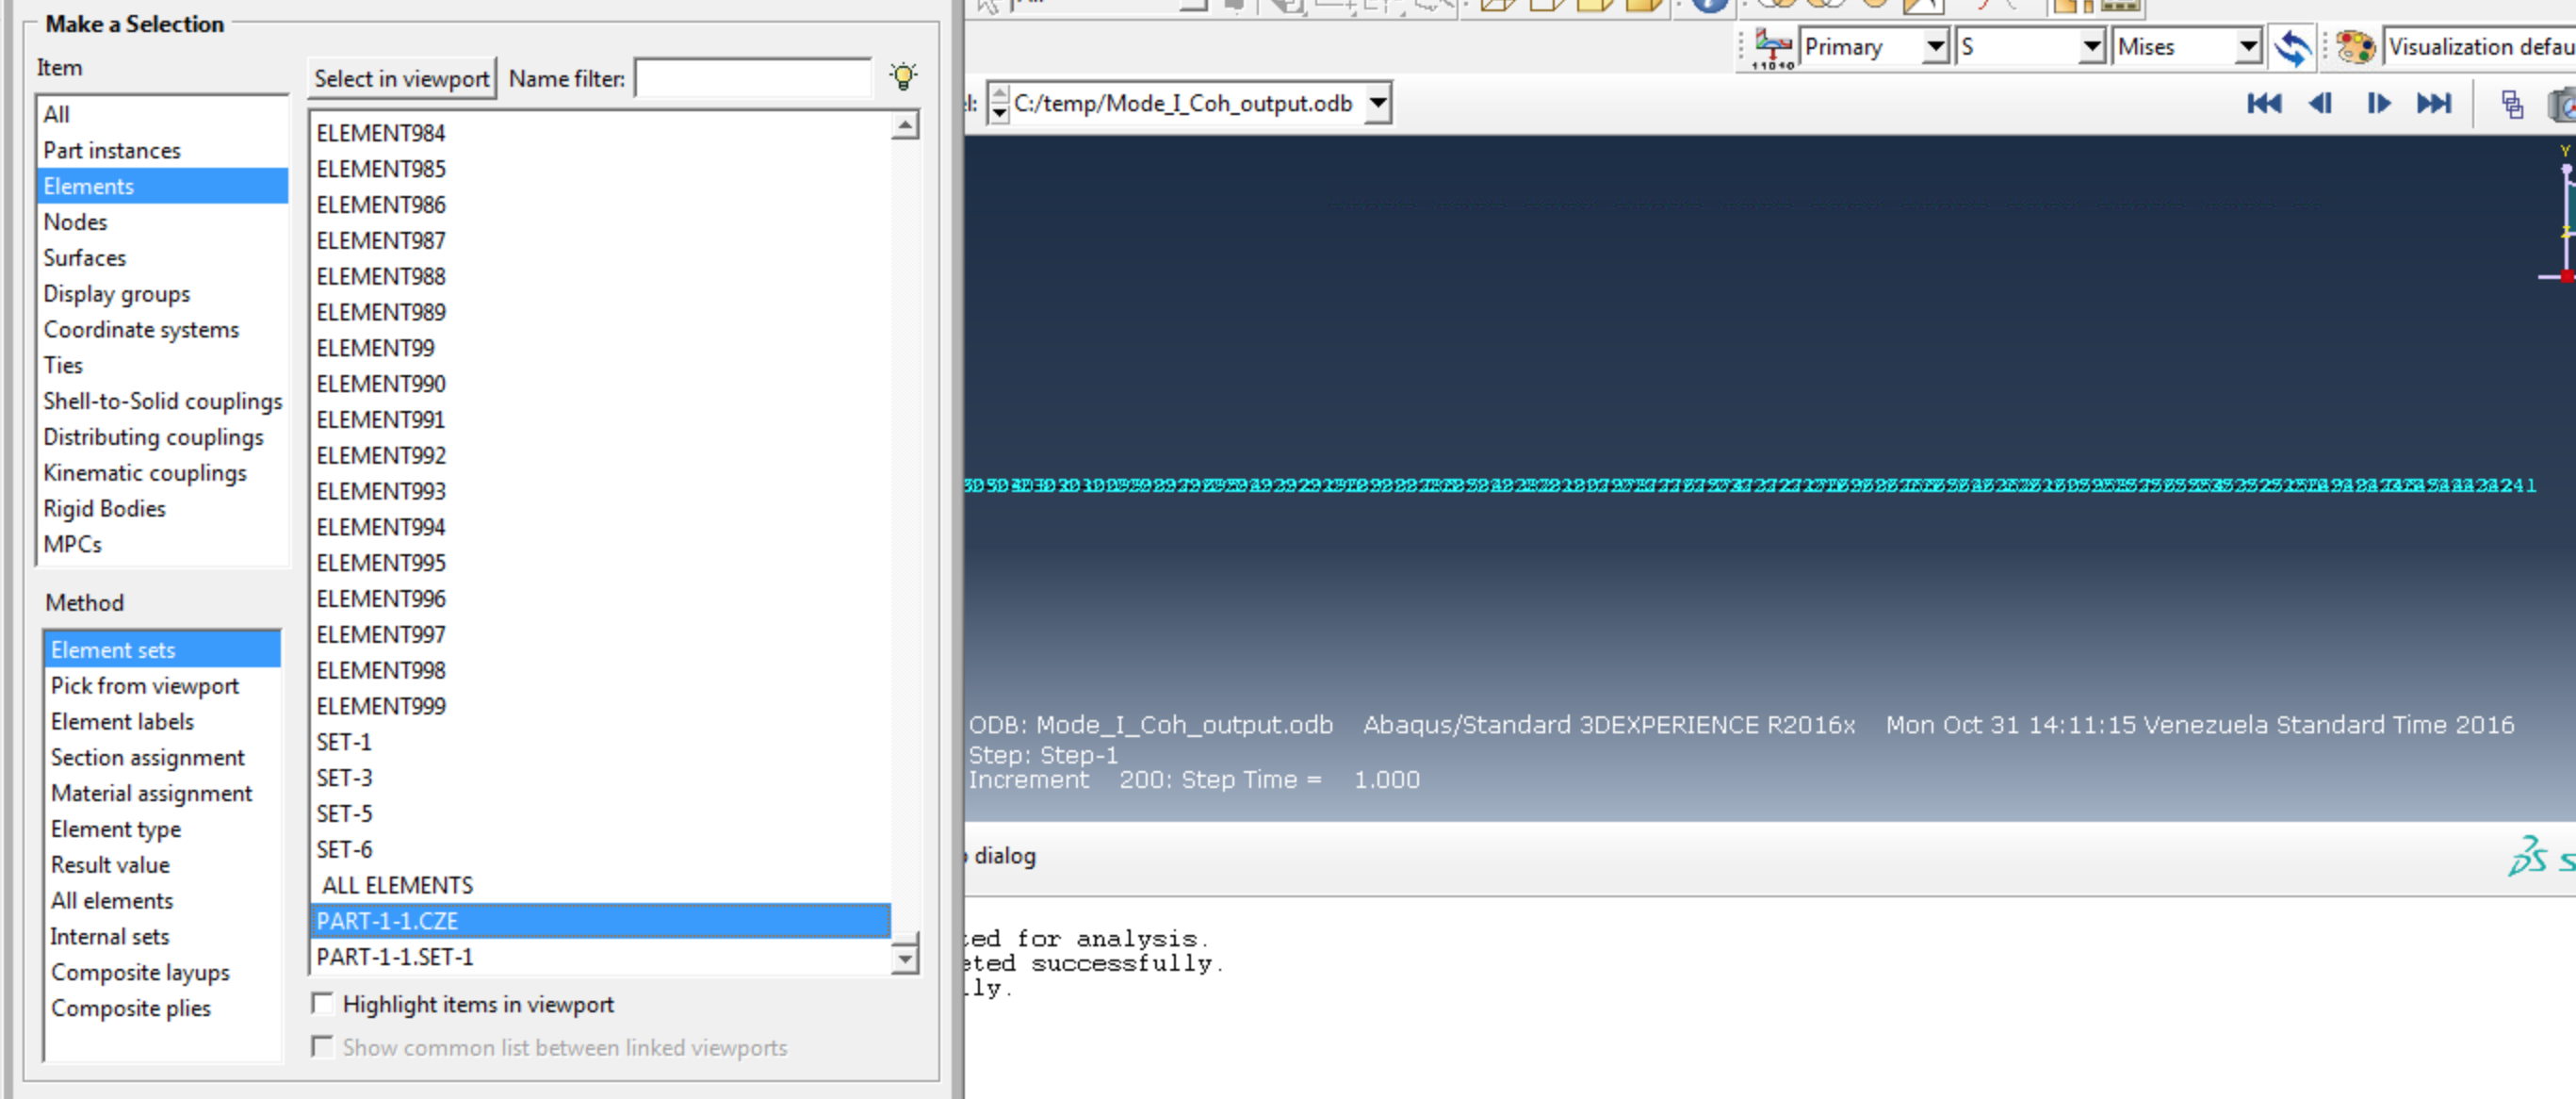 Make a Selection
Item
All
Part instances
Elements
Nodes
Surfaces
Display groups
Coordinate systems
Ties
Shell-to-Solid couplings
Distributing couplings
Kinematic couplings
Rigid Bodies
MPCs
Method
Element sets
Pick from viewport
Element labels
Section assignment
Material assignment
Element type
Result value
All elements
Internal sets
Composite layups
Composite plies
Select in viewport Name filter:
ELEMENT984
ELEMENT985
ELEMENT986
ELEMENT987
ELEMENT988
ELEMENT989
ELEMENT99
ELEMENT990
ELEMENT991
ELEMENT992
ELEMENT993
ELEMENT994
ELEMENT995
ELEMENT996
ELEMENT997
ELEMENT998
ELEMENT999
SET-1
SET-3
SET-5
SET-6
ALL ELEMENTS
PART-1-1.CZE
PART-1-1.SET-1
Highlight items in viewport
Show common list between linked viewports
Primary S Mises Visualization defau
C:/temp/Mode_I_Coh_output.odb
Y
Z
ODB: Mode_I_Coh_output.odb Abaqus/Standard 3DEXPERIENCE R2016x Mon Oct 31 14:11:15 Venezuela Standard Time 2016
Step: Step-1
Increment 200: Step Time = 1.000
dialog
ted for analysis.
eted successfully.
ly.